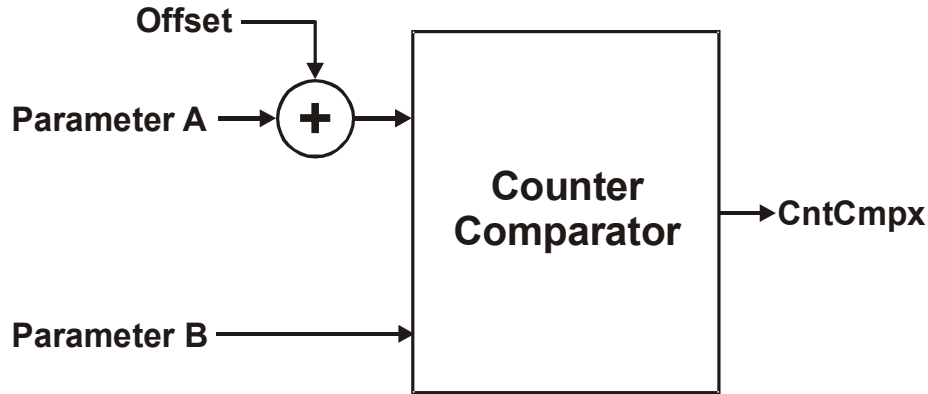 Offset
Parameter A
+
Counter
Comparator
CntCmpx
Parameter B